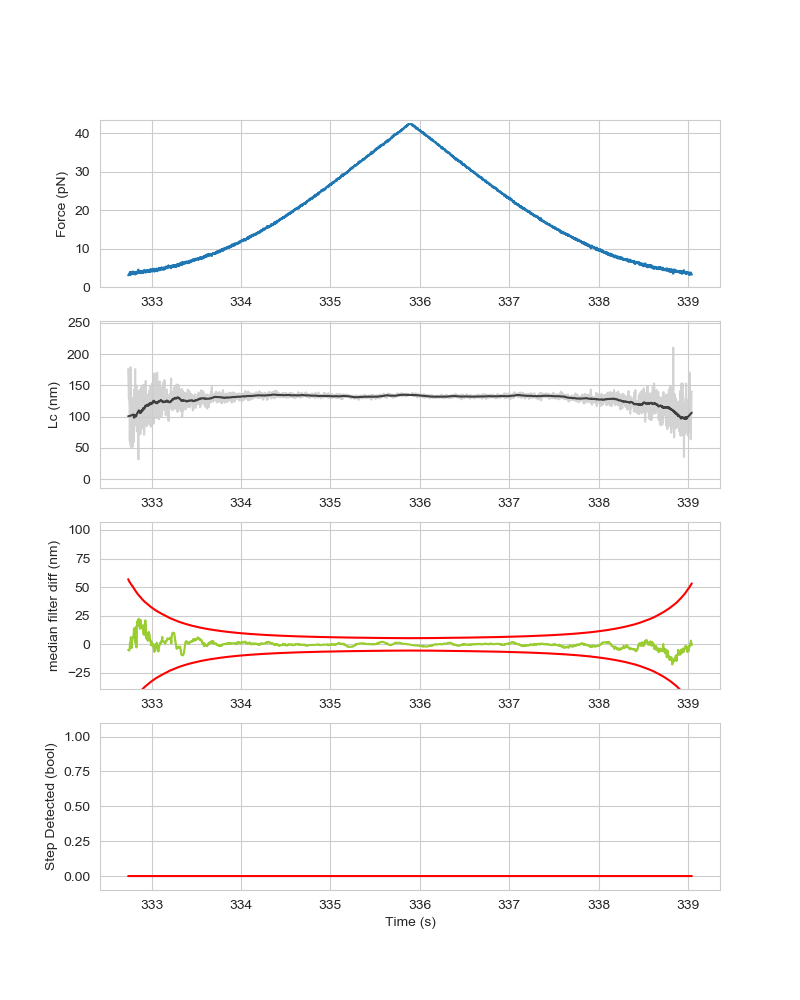 Force (pN)
40
30
20
10
0
333 334 335 336 337 338 339
Lc (nm)
250
200
150
100
50
0
333 334 335 336 337 338 339
median filter diff (nm)
100
75
50
25
0
−25
333 334 335 336 337 338 339
Step Detected (bool)
1.00
0.75
0.50
0.25
0.00
333 334 335 336 337 338 339
Time (s)